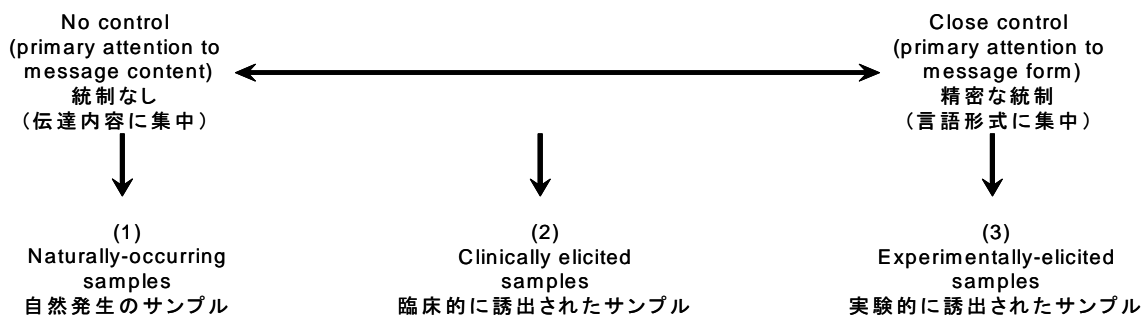 No control
(primary attention to
message content)
統制なし
（伝達内容に集中）
Close control
(primary attention to
message form)
精密な統制
（言語形式に集中）
(1)
Naturally-occurring
samples
自然発生のサンプル
(2)
Clinically elicited
samples
臨床的に誘出されたサンプル
(3)
Experimentally-elicited
samples
実験的に誘出されたサンプル